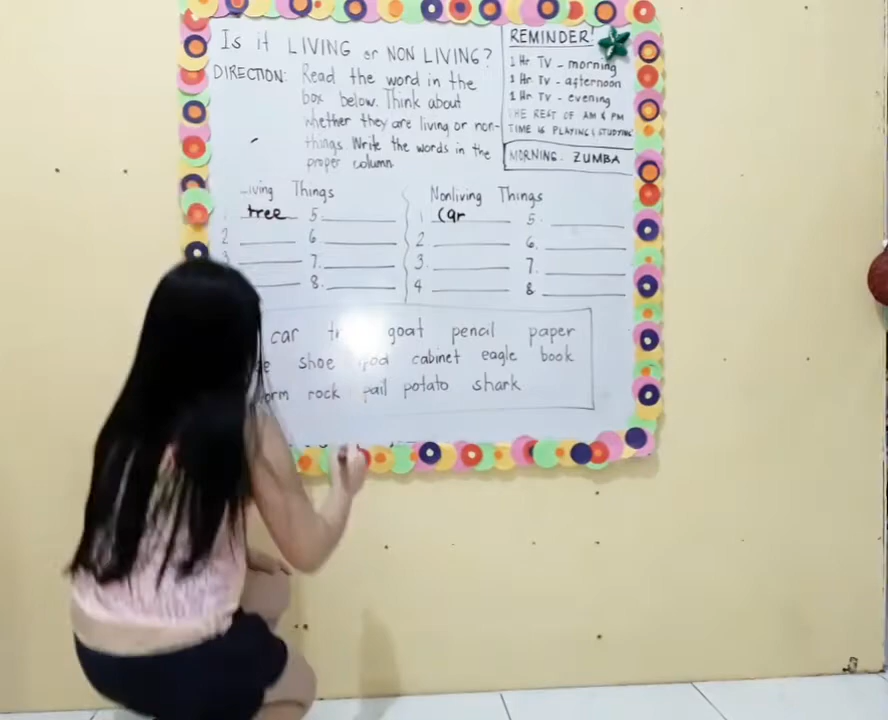 Is it LIVING or NON LIVING?
DIRECTION: Read the word in the
box below. Think about
whether they are living or non-
things. Write the words in the
proper column.
REMINDER!
1 Hr TV - morning
1 Hr TV - afternoon
1 Hr TV - evening
THE REST OF AM & PM
TIME IS PLAYING & STUDYING
MORNING: ZUMBA
Things
1 tree 5.
2 6.
3 7.
8.
Nonliving Things
1 Car 5.
2. 6.
3. 7.
4 8.
car goat pencil paper
shoe cabinet eagle book
rock pail potato shark